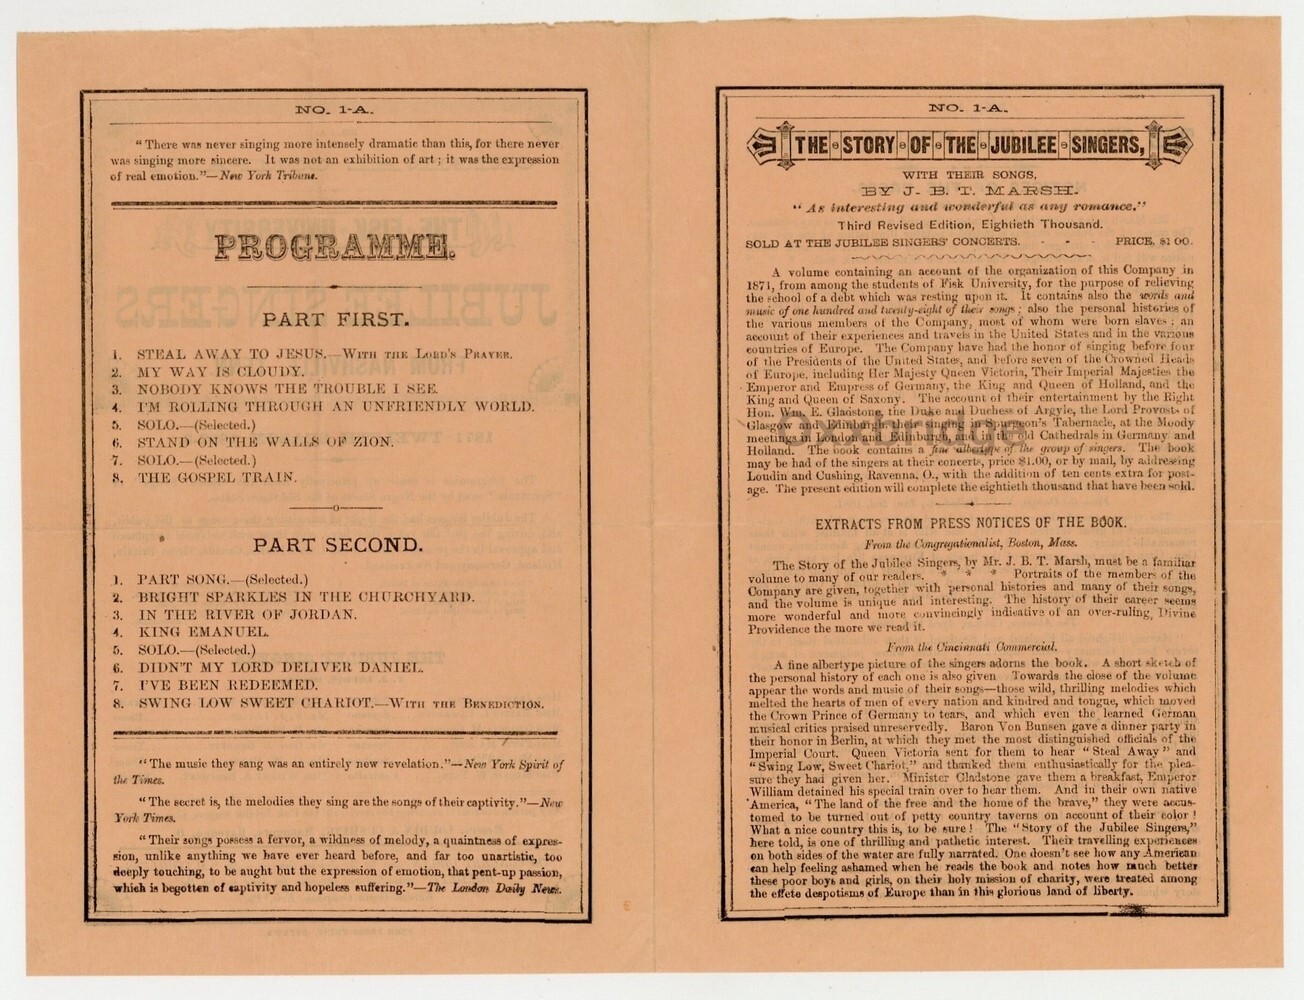 NO. 1-A.
"There was never singing more intensely dramatic than this, for there never
was singing more sincere. It was not an exhibition of art; it was the expression
of real emotion."—New York Tribune.
PROGRAMME.
PART FIRST.
1. STEAL AWAY TO JESUS.—With the Lord's Prayer.
2. MY WAY IS CLOUDY.
3. NOBODY KNOWS THE TROUBLE I SEE.
4. I'M ROLLING THROUGH AN UNFRIENDLY WORLD.
5. SOLO.—(Selected.)
6. STAND ON THE WALLS OF ZION.
7. SOLO.—(Selected.)
8. THE GOSPEL TRAIN.
PART SECOND.
1. PART SONG.—(Selected.)
2. BRIGHT SPARKLES IN THE CHURCHYARD.
3. IN THE RIVER OF JORDAN.
4. KING EMANUEL.
5. SOLO.—(Selected.)
6. DIDN'T MY LORD DELIVER DANIEL.
7. I'VE BEEN REDEEMED.
8. SWING LOW SWEET CHARIOT.—With the Benediction.
"The music they sang was an entirely new revelation."—New York Spirit of
the Times.
"The secret is, the melodies they sing are the songs of their captivity."—New
York Times.
"Their songs possess a fervor, a wildness of melody, a quaintness of expres-
sion, unlike anything we have ever heard before, and far too unartistic, too
deeply touching, to be aught but the expression of emotion, that pent-up passion,
which is begotten of captivity and hopeless suffering."—The London Daily News.
NO. 1-A.
THE STORY OF THE JUBILEE SINGERS,
WITH THEIR SONGS,
BY J. B. T. MARSH.
"As interesting and wonderful as any romance."
Third Revised Edition, Eightieth Thousand.
SOLD AT THE JUBILEE SINGERS' CONCERTS. - - - PRICE, $1 00.
A volume containing an account of the organization of this Company in
1871, from among the students of Fisk University, for the purpose of relieving
the school of a debt which was resting upon it. It contains also the words and
music of one hundred and twenty-eight of their songs; also the personal histories of
the various members of the Company, most of whom were born slaves; an
account of their experiences and travels in the United States and in the various
countries of Europe. The Company have had the honor of singing before four
of the Presidents of the United States, and before seven of the Crowned Heads
of Europe, including Her Majesty Queen Victoria, Their Imperial Majesties the
Emperor and Empress of Germany, the King and Queen of Holland, and the
King and Queen of Saxony. The account of their entertainment by the Right
Hon. Wm. E. Gladstone, the Duke and Duchess of Argyle, the Lord Provosts of
Glasgow and Edinburgh, their singing in Spurgeon's Tabernacle, at the Moody
meetings in London and Edinburgh, and in the old Cathedrals in Germany and
Holland. The book contains a fine albertype of the group of singers. The book
may be had of the singers at their concerts, price $1.00, or by mail, by addressing
Loudin and Cushing, Ravenna, O., with the addition of ten cents extra for post-
age. The present edition will complete the eightieth thousand that have been sold.
Oxxbridge
EXTRACTS FROM PRESS NOTICES OF THE BOOK.
From the Congregationalist, Boston, Mass.
The Story of the Jubilee Singers, by Mr. J. B. T. Marsh, must be a familiar
volume to many of our readers. * * * Portraits of the members of the
Company are given, together with personal histories and many of their songs,
and the volume is unique and interesting. The history of their career seems
more wonderful and more convincingly indicative of an over-ruling, Divine
Providence the more we read it.
From the Cincinnati Commercial.
A fine albertype picture of the singers adorns the book. A short sketch of
the personal history of each one is also given Towards the close of the volume
appear the words and music of their songs—those wild, thrilling melodies which
melted the hearts of men of every nation and kindred and tongue, which moved
the Crown Prince of Germany to tears, and which even the learned German
musical critics praised unreservedly. Baron Von Bunsen gave a dinner party in
their honor in Berlin, at which they met the most distinguished officials of the
Imperial Court. Queen Victoria sent for them to hear "Steal Away" and
"Swing Low, Sweet Chariot," and thanked them enthusiastically for the plea-
sure they had given her. Minister Gladstone gave them a breakfast, Emperor
William detained his special train over to hear them. And in their own native
America, "The land of the free and the home of the brave," they were accus-
tomed to be turned out of petty country taverns on account of their color!
What a nice country this is, to be sure! The "Story of the Jubilee Singers,"
here told, is one of thrilling and pathetic interest. Their travelling experiences
on both sides of the water are fully narrated. One doesn't see how any American
can help feeling ashamed when he reads the book and notes how much better
these poor boys and girls, on their holy mission of charity, were treated among
the effete despotisms of Europe than in this glorious land of liberty.